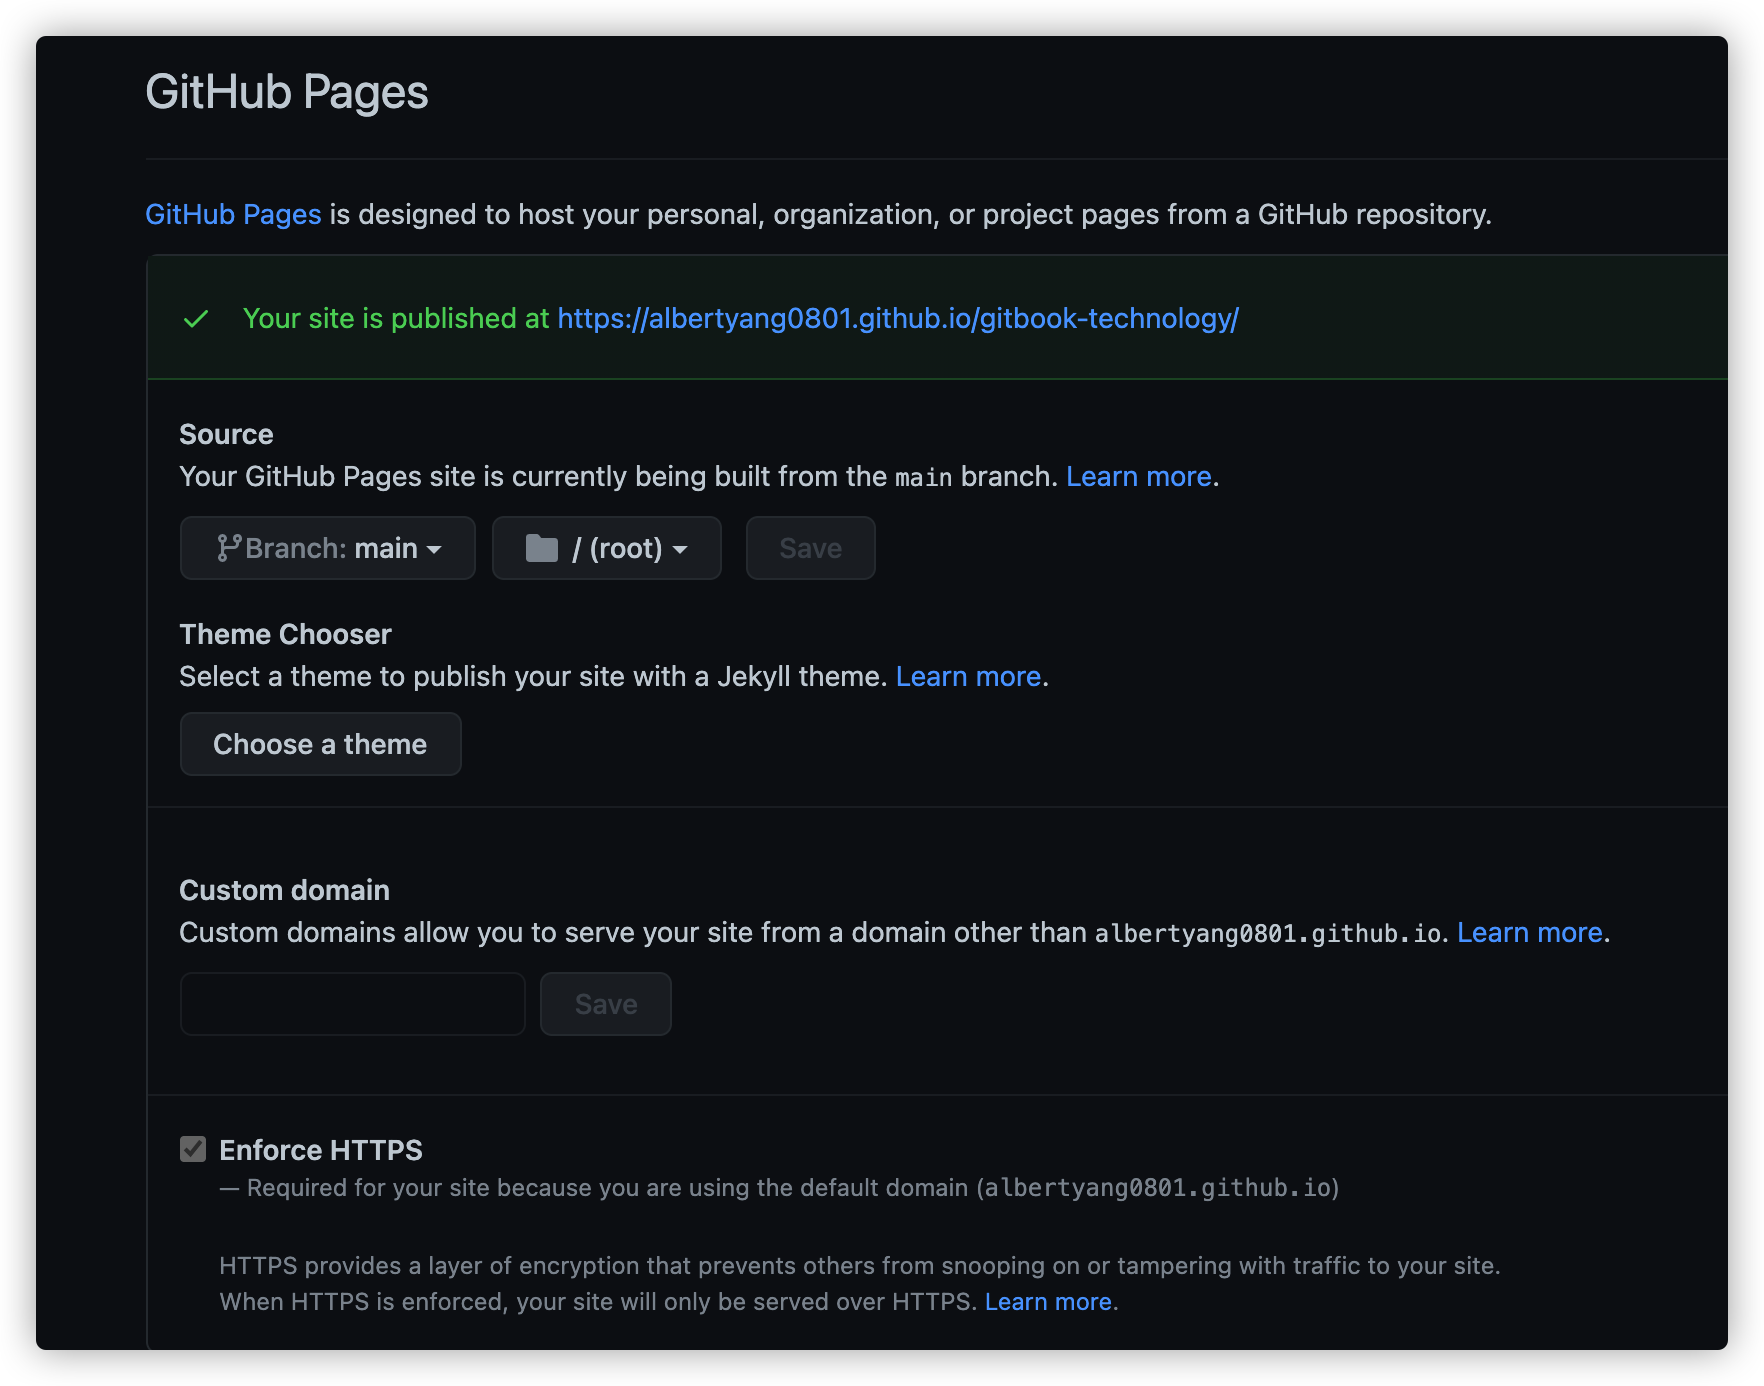 GitHub Pages
GitHub Pages is designed to host your personal, organization, or project pages from a GitHub repository.
Your site is published at https://albertyang0801.github.io/gitbook-technology/
Source
Your GitHub Pages site is currently being built from the main branch. Learn more.
Branch: main / (root) Save
Theme Chooser
Select a theme to publish your site with a Jekyll theme. Learn more.
Choose a theme
Custom domain
Custom domains allow you to serve your site from a domain other than albertyang0801.github.io. Learn more.
Save
Enforce HTTPS
— Required for your site because you are using the default domain (albertyang0801.github.io)
HTTPS provides a layer of encryption that prevents others from snooping on or tampering with traffic to your site.
When HTTPS is enforced, your site will only be served over HTTPS. Learn more.